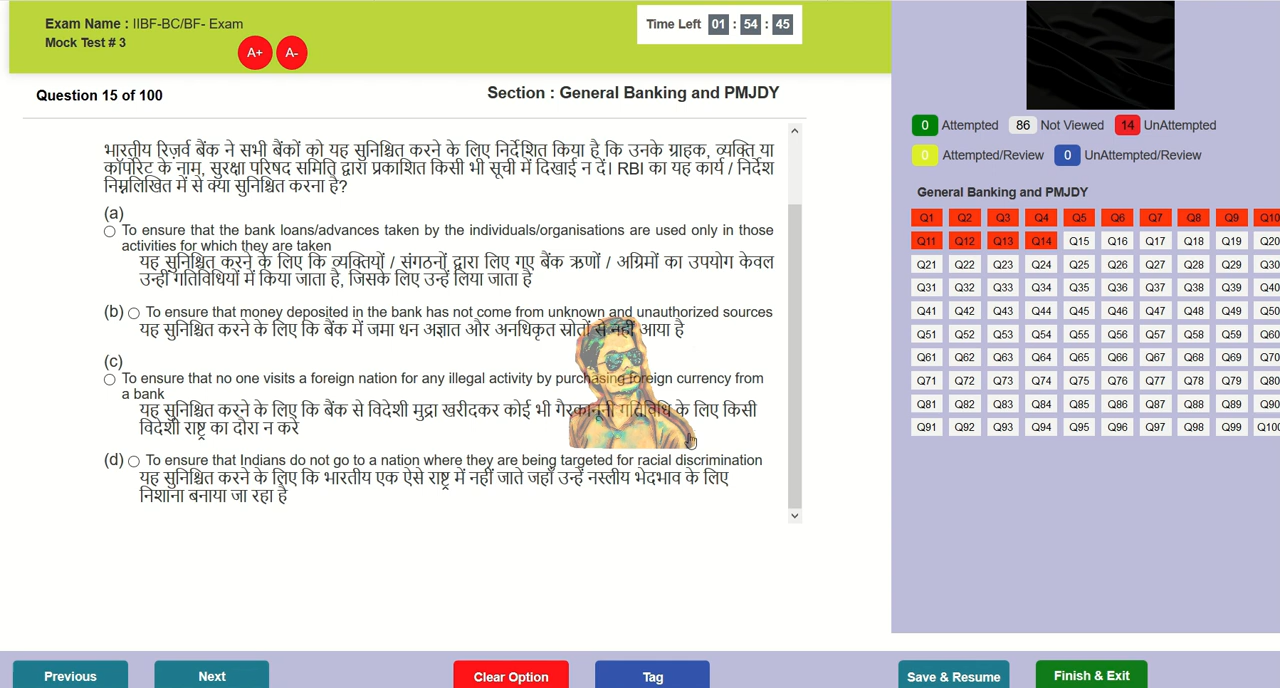 Exam Name : IIBF-BC/BF- Exam
Mock Test # 3
A+ A-
Time Left 01 : 54 : 45
Question 15 of 100
Section : General Banking and PMJDY
भारतीय रिज़र्व बैंक ने सभी बैंकों को यह सुनिश्चित करने के लिए निर्देशित किया है कि उनके ग्राहक, व्यक्ति या
कॉर्पोरेट के नाम, सुरक्षा परिषद समिति द्वारा प्रकाशित किसी भी सूची में दिखाई न दें। RBI का यह कार्य / निर्देश
निम्नलिखित में से क्या सुनिश्चित करना है?
(a)
To ensure that the bank loans/advances taken by the individuals/organisations are used only in those
activities for which they are taken
यह सुनिश्चित करने के लिए कि व्यक्तियों / संगठनों द्वारा लिए गए बैंक ऋणों / अग्रिमों का उपयोग केवल
उन्हीं गतिविधियों में किया जाता है, जिसके लिए उन्हें लिया जाता है
(b) To ensure that money deposited in the bank has not come from unknown and unauthorized sources
यह सुनिश्चित करने के लिए कि बैंक में जमा धन अज्ञात और अनधिकृत स्रोतों से नहीं आया है
(c)
To ensure that no one visits a foreign nation for any illegal activity by purchasing foreign currency from
a bank
यह सुनिश्चित करने के लिए कि बैंक से विदेशी मुद्रा खरीदकर कोई भी गैरकानूनी गतिविधि के लिए किसी
विदेशी राष्ट्र का दौरा न करे
(d) To ensure that Indians do not go to a nation where they are being targeted for racial discrimination
यह सुनिश्चित करने के लिए कि भारतीय एक ऐसे राष्ट्र में नहीं जाते जहाँ उन्हें नस्लीय भेदभाव के लिए
निशाना बनाया जा रहा है
0 Attempted 86 Not Viewed 14 UnAttempted
0 Attempted/Review 0 UnAttempted/Review
General Banking and PMJDY
Q1 Q2 Q3 Q4 Q5 Q6 Q7 Q8 Q9 Q10
Q11 Q12 Q13 Q14 Q15 Q16 Q17 Q18 Q19 Q20
Q21 Q22 Q23 Q24 Q25 Q26 Q27 Q28 Q29 Q30
Q31 Q32 Q33 Q34 Q35 Q36 Q37 Q38 Q39 Q40
Q41 Q42 Q43 Q44 Q45 Q46 Q47 Q48 Q49 Q50
Q51 Q52 Q53 Q54 Q55 Q56 Q57 Q58 Q59 Q60
Q61 Q62 Q63 Q64 Q65 Q66 Q67 Q68 Q69 Q70
Q71 Q72 Q73 Q74 Q75 Q76 Q77 Q78 Q79 Q80
Q81 Q82 Q83 Q84 Q85 Q86 Q87 Q88 Q89 Q90
Q91 Q92 Q93 Q94 Q95 Q96 Q97 Q98 Q99 Q100
Previous Next Clear Option Tag Save & Resume Finish & Exit